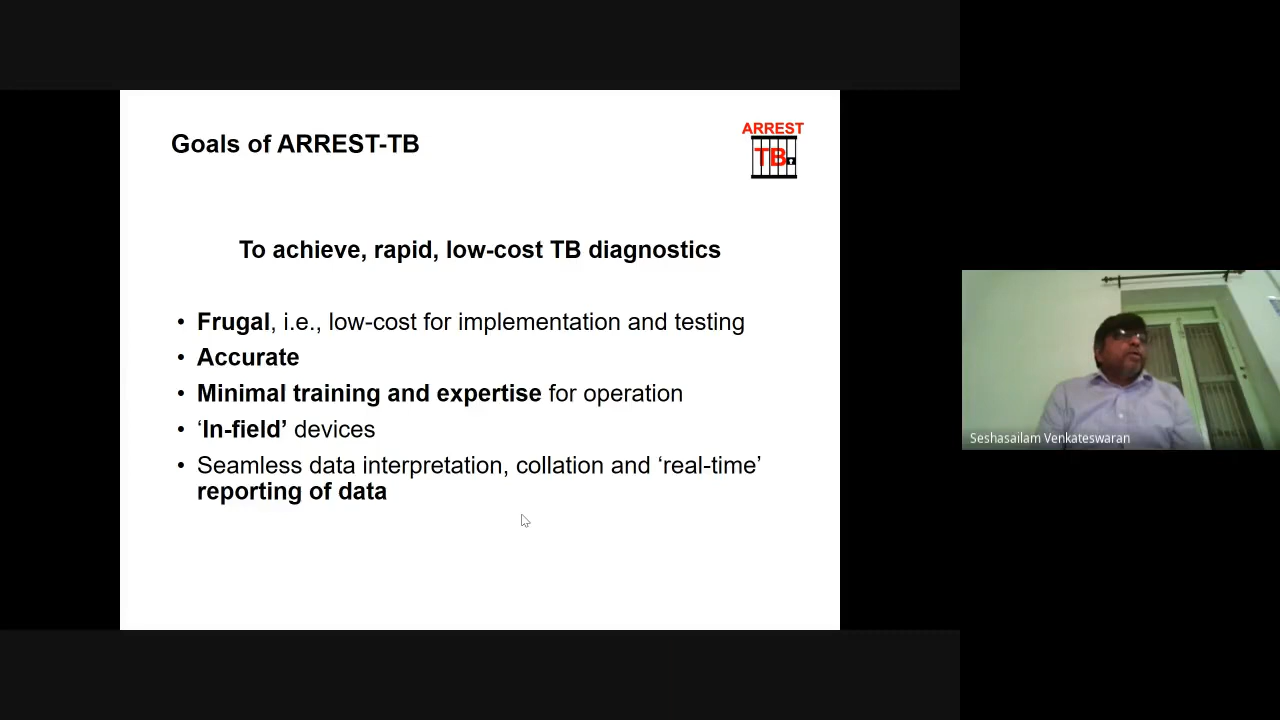 Goals of ARREST-TB
ARREST
TB
To achieve, rapid, low-cost TB diagnostics
• Frugal, i.e., low-cost for implementation and testing
• Accurate
• Minimal training and expertise for operation
• ‘In-field’ devices
• Seamless data interpretation, collation and ‘real-time’
reporting of data
Seshasailam Venkateswaran